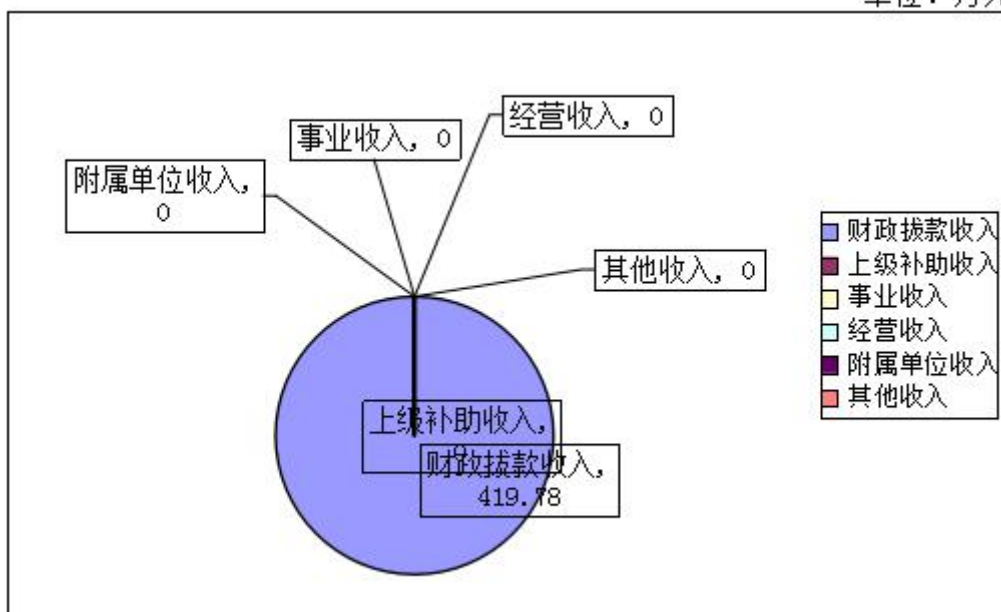 经营收入, 0
事业收入, 0
附属单位收入,
0
其他收入, 0
财政拨款收入
上级补助收入
事业收入
经营收入
附属单位收入
其他收入
上级补助收入,
0
财政拨款收入,
419.78